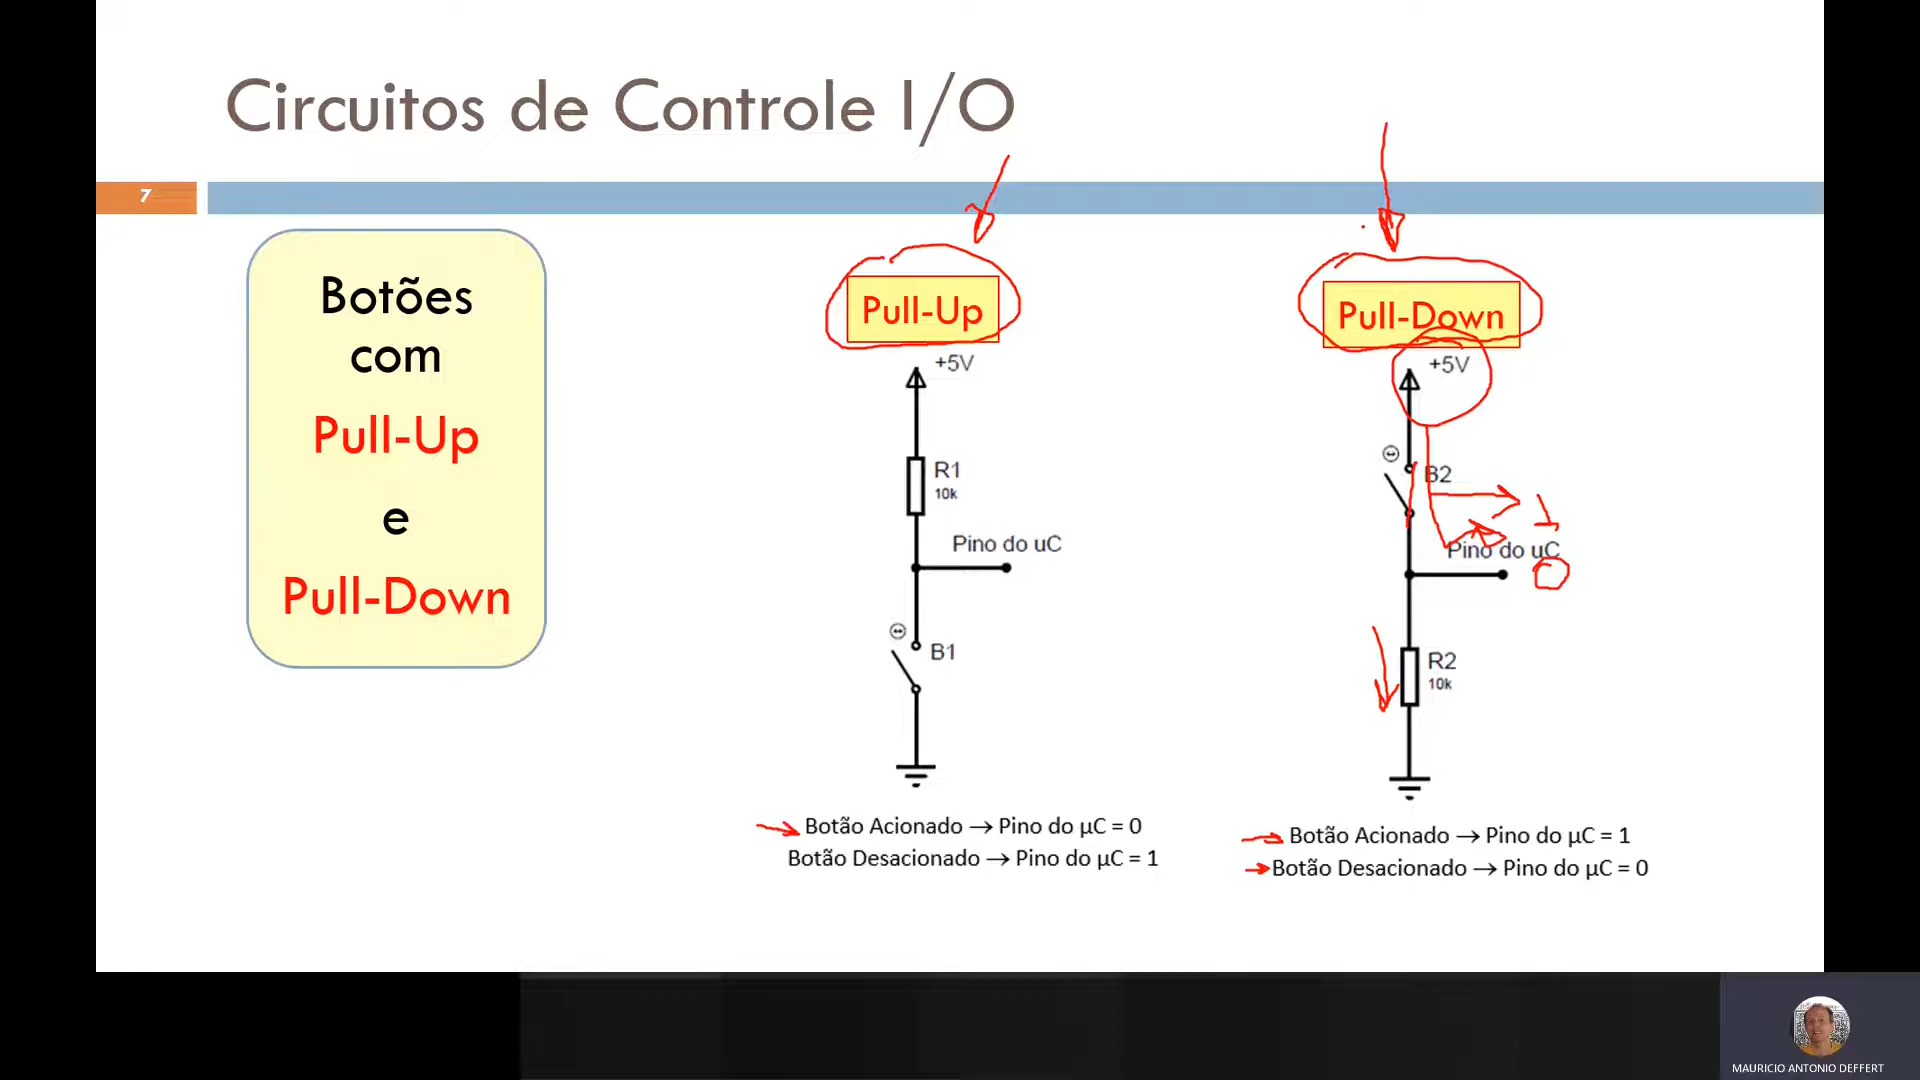 Circuitos de Controle I/O
7
Botões
com
Pull-Up
e
Pull-Down
Pull-Up
+5V
R1
10k
Pino do uC
B1
Botão Acionado → Pino do µC = 0
Botão Desacionado → Pino do µC = 1
Pull-Down
+5V
B2
1
Pino do uC
0
R2
10k
Botão Acionado → Pino do µC = 1
Botão Desacionado → Pino do µC = 0
MAURICIO ANTONIO DEFFERT